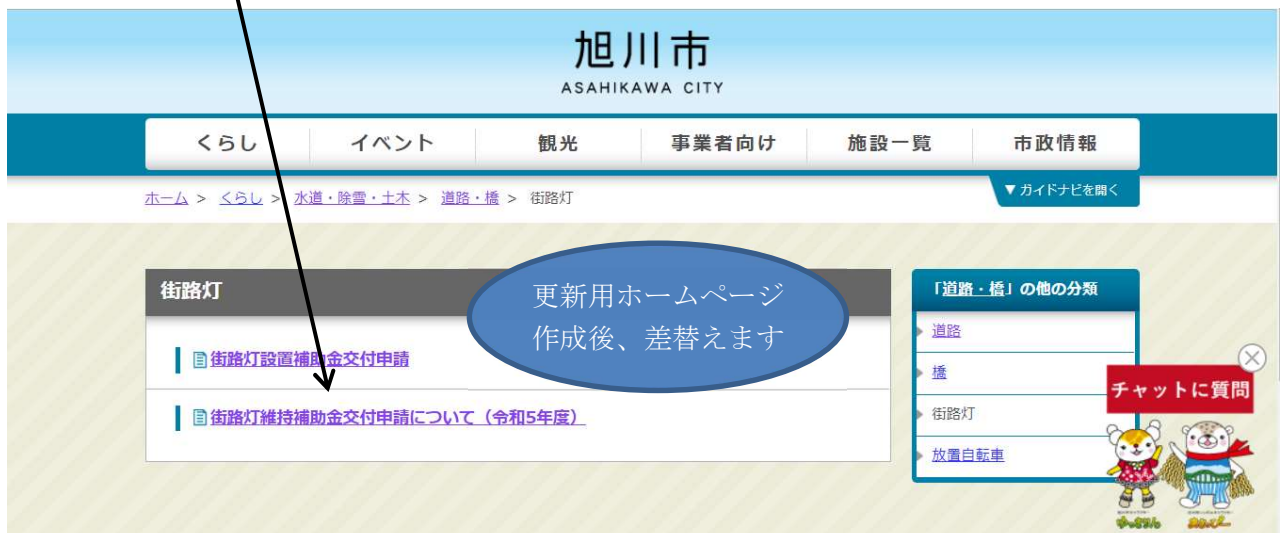 旭川市
ASAHIKAWA CITY
くらし イベント 観光 事業者向け 施設一覧 市政情報
ホーム > くらし > 水道・除雪・土木 > 道路・橋 > 街路灯
▼ ガイドナビを開く
街路灯
更新用ホームページ
作成後、差替えます
街路灯設置補助金交付申請
街路灯維持補助金交付申請について（令和5年度）
「道路・橋」の他の分類
道路
橋
街路灯
放置自転車
チャットに質問